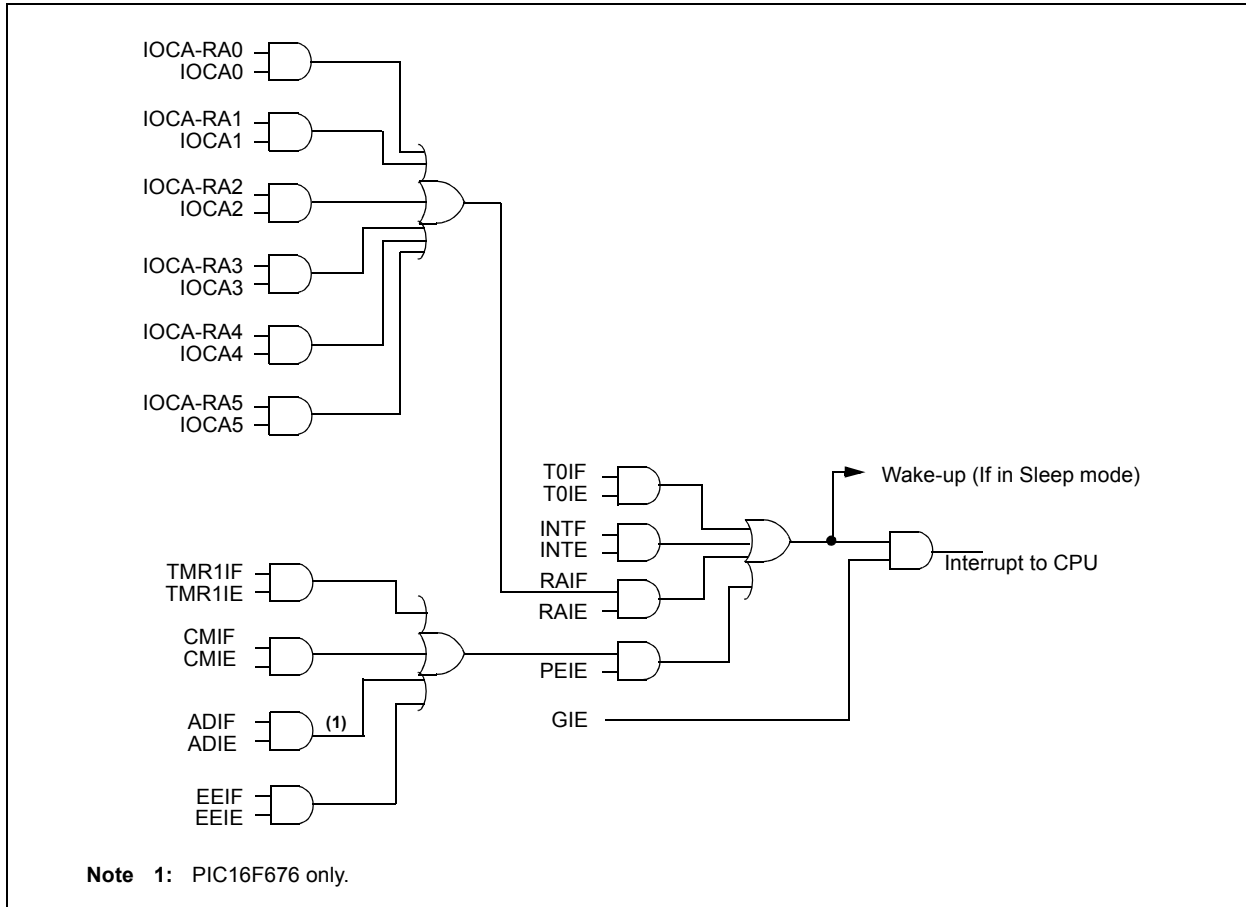 IOCA-RA0
IOCA0
IOCA-RA1
IOCA1
IOCA-RA2
IOCA2
IOCA-RA3
IOCA3
IOCA-RA4
IOCA4
IOCA-RA5
IOCA5
T0IF
T0IE
Wake-up (If in Sleep mode)
INTF
INTE
Interrupt to CPU
TMR1IF
TMR1IE
RAIF
RAIE
CMIF
CMIE
PEIE
ADIF
ADIE
(1)
GIE
EEIF
EEIE
Note 1: PIC16F676 only.